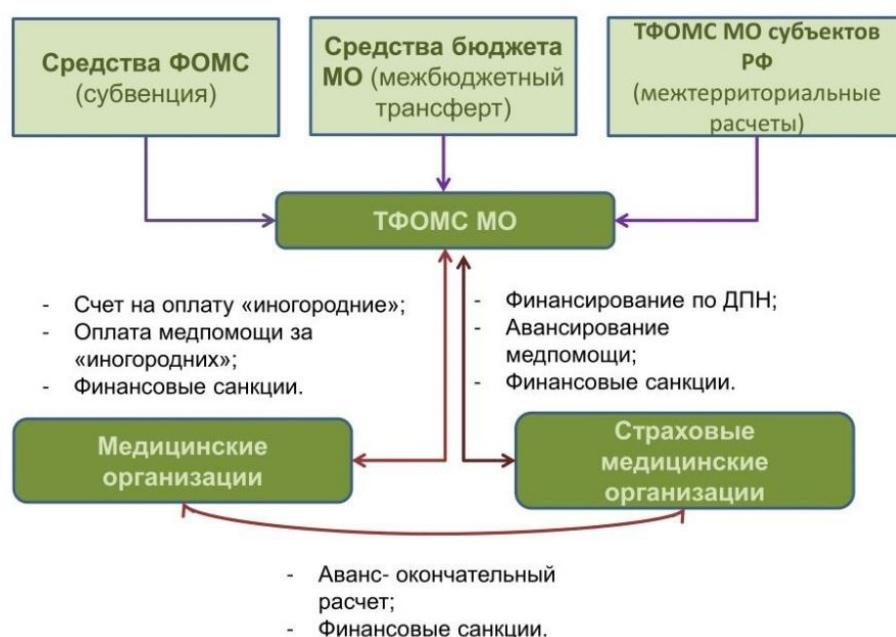 Средства ФОМС
(субвенция)
Средства бюджета
МО (межбюджетный
трансферт)
ТФОМС МО субъектов
РФ
(межтерриториальные
расчеты)
ТФОМС МО
- Счет на оплату «иногородние»;
- Оплата медпомощи за
«иногородних»;
- Финансовые санкции.
- Финансирование по ДПН;
- Авансирование
медпомощи;
- Финансовые санкции.
Медицинские
организации
Страховые
медицинские
организации
- Аванс- окончательный
расчет;
- Финансовые санкции.